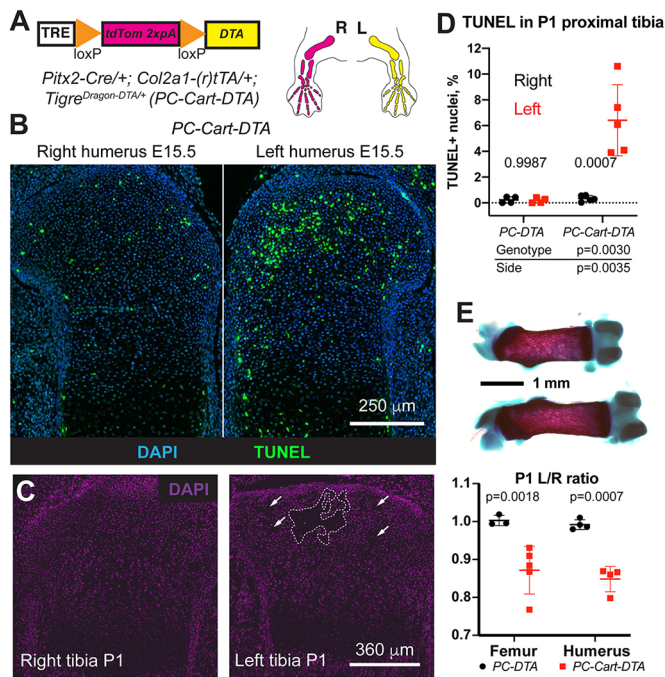 A
TRE
tdTom 2xpA
DTA
loxP
loxP
Pitx2-Cre/+; Col2a1-(r)tTA/+;
Tigre^Dragon-DTA/+ (PC-Cart-DTA)
R L
B
PC-Cart-DTA
Right humerus E15.5
Left humerus E15.5
250 µm
DAPI
TUNEL
C
DAPI
Right tibia P1
Left tibia P1
360 µm
D
TUNEL in P1 proximal tibia
TUNEL+ nuclei, %
12
10
8
6
4
2
0
Right
Left
0.9987
0.0007
PC-DTA
PC-Cart-DTA
Genotype p=0.0030
Side p=0.0035
E
1 mm
P1 L/R ratio
p=0.0018
p=0.0007
1.0
0.9
0.8
0.7
Femur
Humerus
PC-DTA
PC-Cart-DTA